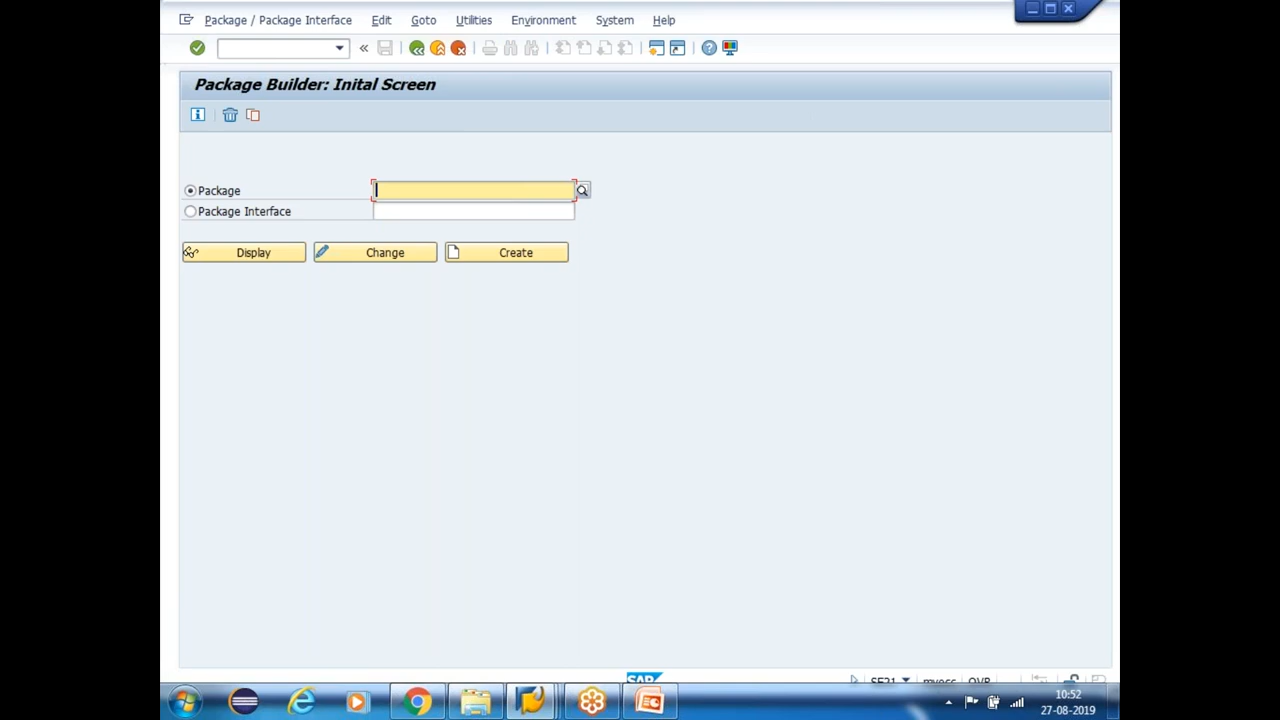 Package / Package Interface Edit Goto Utilities Environment System Help
Package Builder: Inital Screen
Package
Package Interface
Display Change Create
SAP
SE21 OVR
10:52
27-08-2019